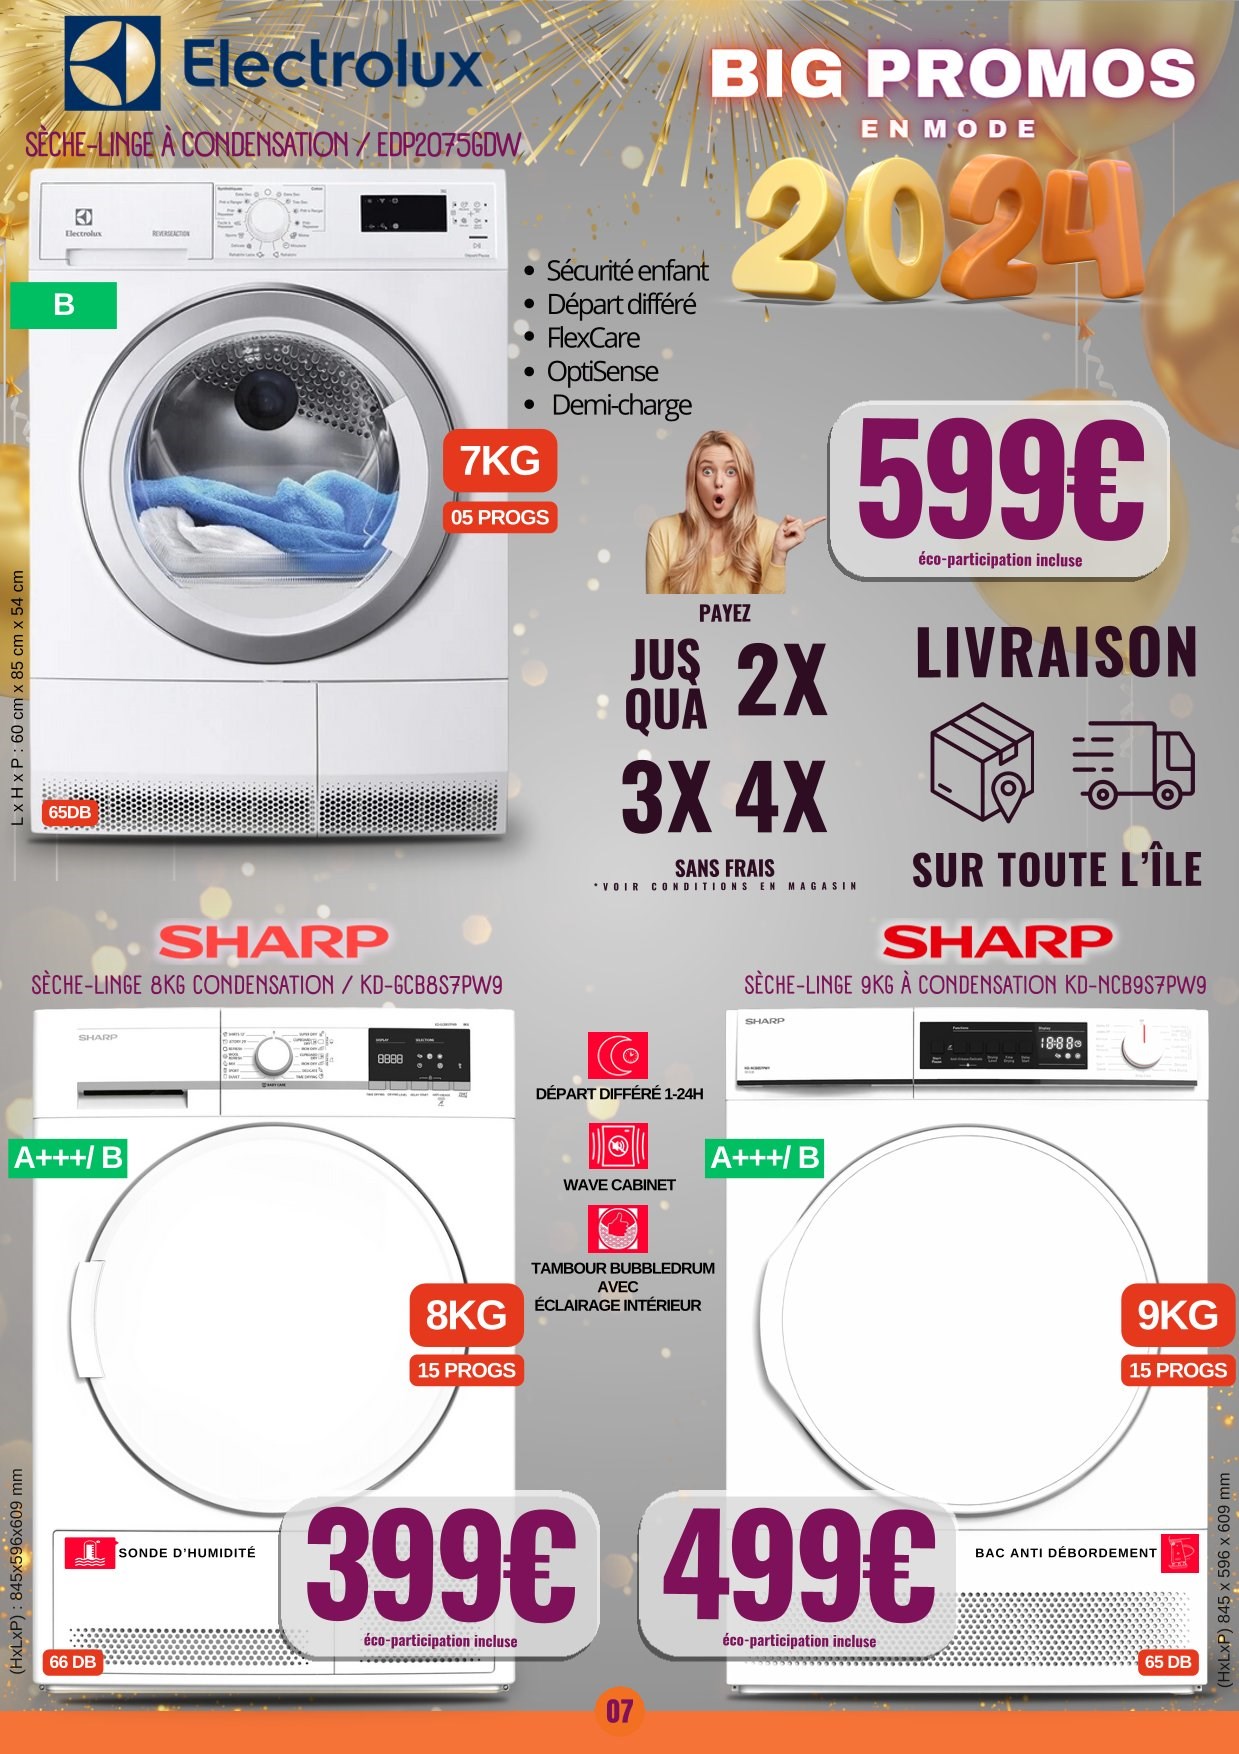 Electrolux
BIG PROMOS
EN MODE
2024
SÈCHE-LINGE À CONDENSATION / EDP2075GDW
Electrolux
REVERSEACTION
B
• Sécurité enfant
• Départ différé
• FlexCare
• OptiSense
• Demi-charge
7KG
05 PROGS
599€
éco-participation incluse
L x H x P : 60 cm x 85 cm x 54 cm
65DB
PAYEZ
JUS
QUÀ
2X
3X 4X
SANS FRAIS
*VOIR CONDITIONS EN MAGASIN
LIVRAISON
SUR TOUTE L'ÎLE
SHARP
SÈCHE-LINGE 8KG CONDENSATION / KD-GCB8S7PW9
SHARP
A+++/ B
8KG
15 PROGS
DÉPART DIFFÉRÉ 1-24H
WAVE CABINET
TAMBOUR BUBBLEDRUM
AVEC
ÉCLAIRAGE INTÉRIEUR
SONDE D'HUMIDITÉ
(HxLxP) : 845x596x609 mm
66 DB
399€
éco-participation incluse
SHARP
SÈCHE-LINGE 9KG À CONDENSATION KD-NCB9S7PW9
SHARP
A+++/ B
9KG
15 PROGS
499€
éco-participation incluse
BAC ANTI DÉBORDEMENT
65 DB
(HxLxP) 845 x 596 x 609 mm
07